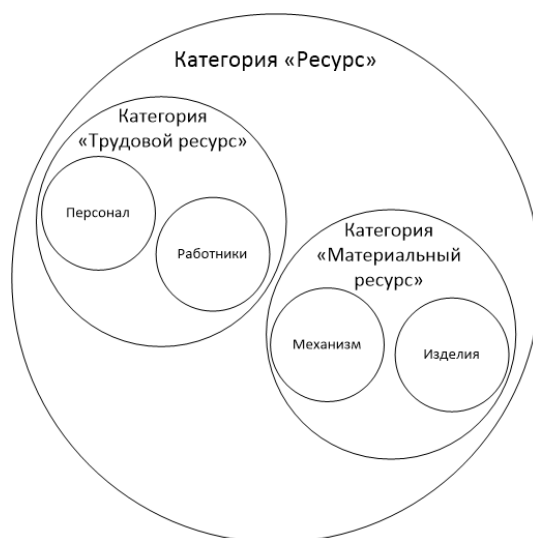 Категория «Ресурс»
Категория
«Трудовой ресурс»
Персонал
Работники
Категория
«Материальный
ресурс»
Механизм
Изделия